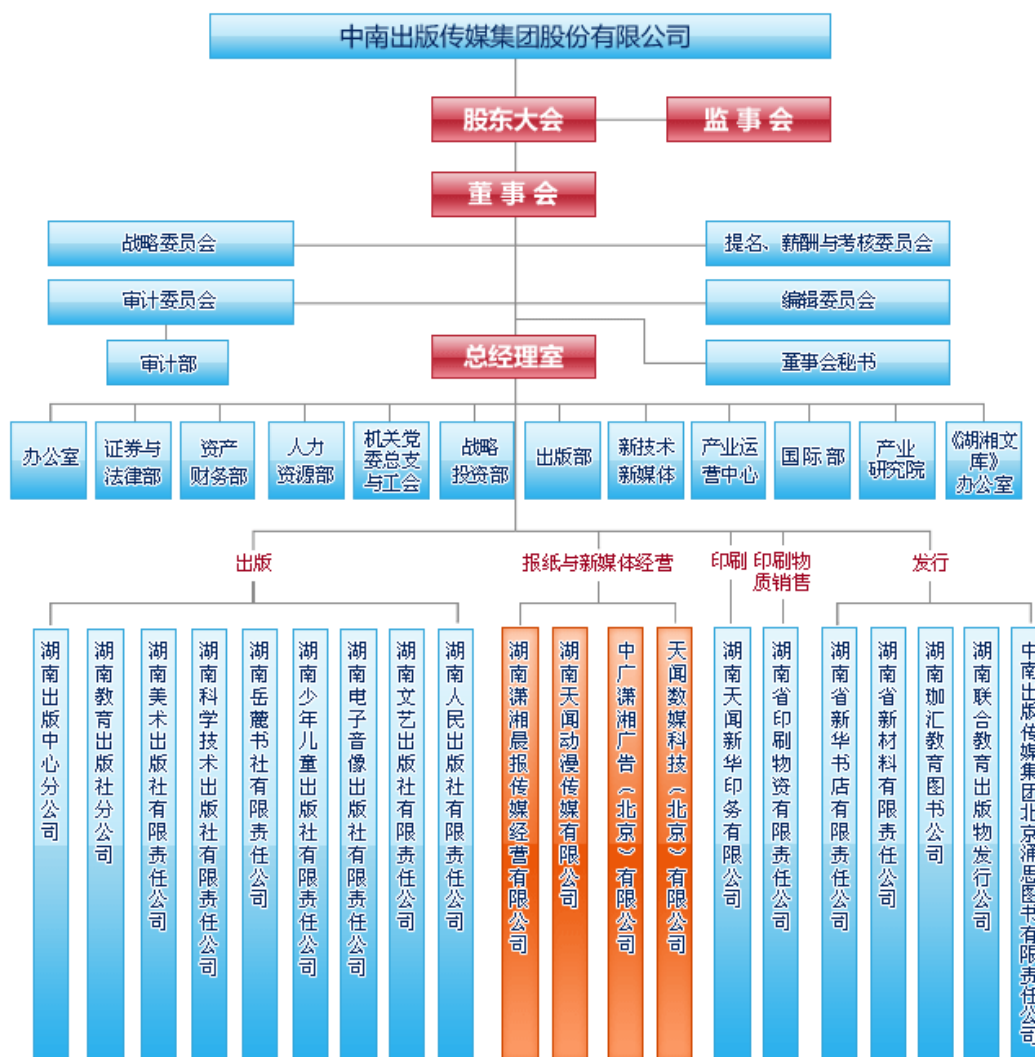 中南出版传媒集团股份有限公司
股东大会
监事会
董事会
战略委员会
提名、薪酬与考核委员会
审计委员会
编辑委员会
审计部
总经理室
董事会秘书
办公室
证券与
法律部
资产
财务部
人力
资源部
机关党
委总支
与工会
战略
投资部
出版部
新技术
新媒体
产业运
营中心
国际部
产业
研究院
《湖湘文
库》
办公室
出版
报纸与新媒体经营
印刷
印刷物
质销售
发行
湖南出版中心分公司
湖南教育出版社分公司
湖南美术出版社有限责任公司
湖南科学技术出版社有限责任公司
湖南岳麓书社有限责任公司
湖南少年儿童出版社有限责任公司
湖南电子音像出版社有限责任公司
湖南文艺出版社有限责任公司
湖南人民出版社有限责任公司
湖南潇湘晨报传媒经营有限公司
湖南天闻动漫传媒有限公司
中广潇湘广告（北京）有限公司
天闻数媒科技（北京）有限公司
湖南天闻新华印务有限公司
湖南省印刷物资有限责任公司
湖南省新华书店有限责任公司
湖南省新材料有限责任公司
湖南珈汇教育图书公司
湖南联合教育出版物发行公司
中南出版传媒集团北京涌思图书有限责任公司